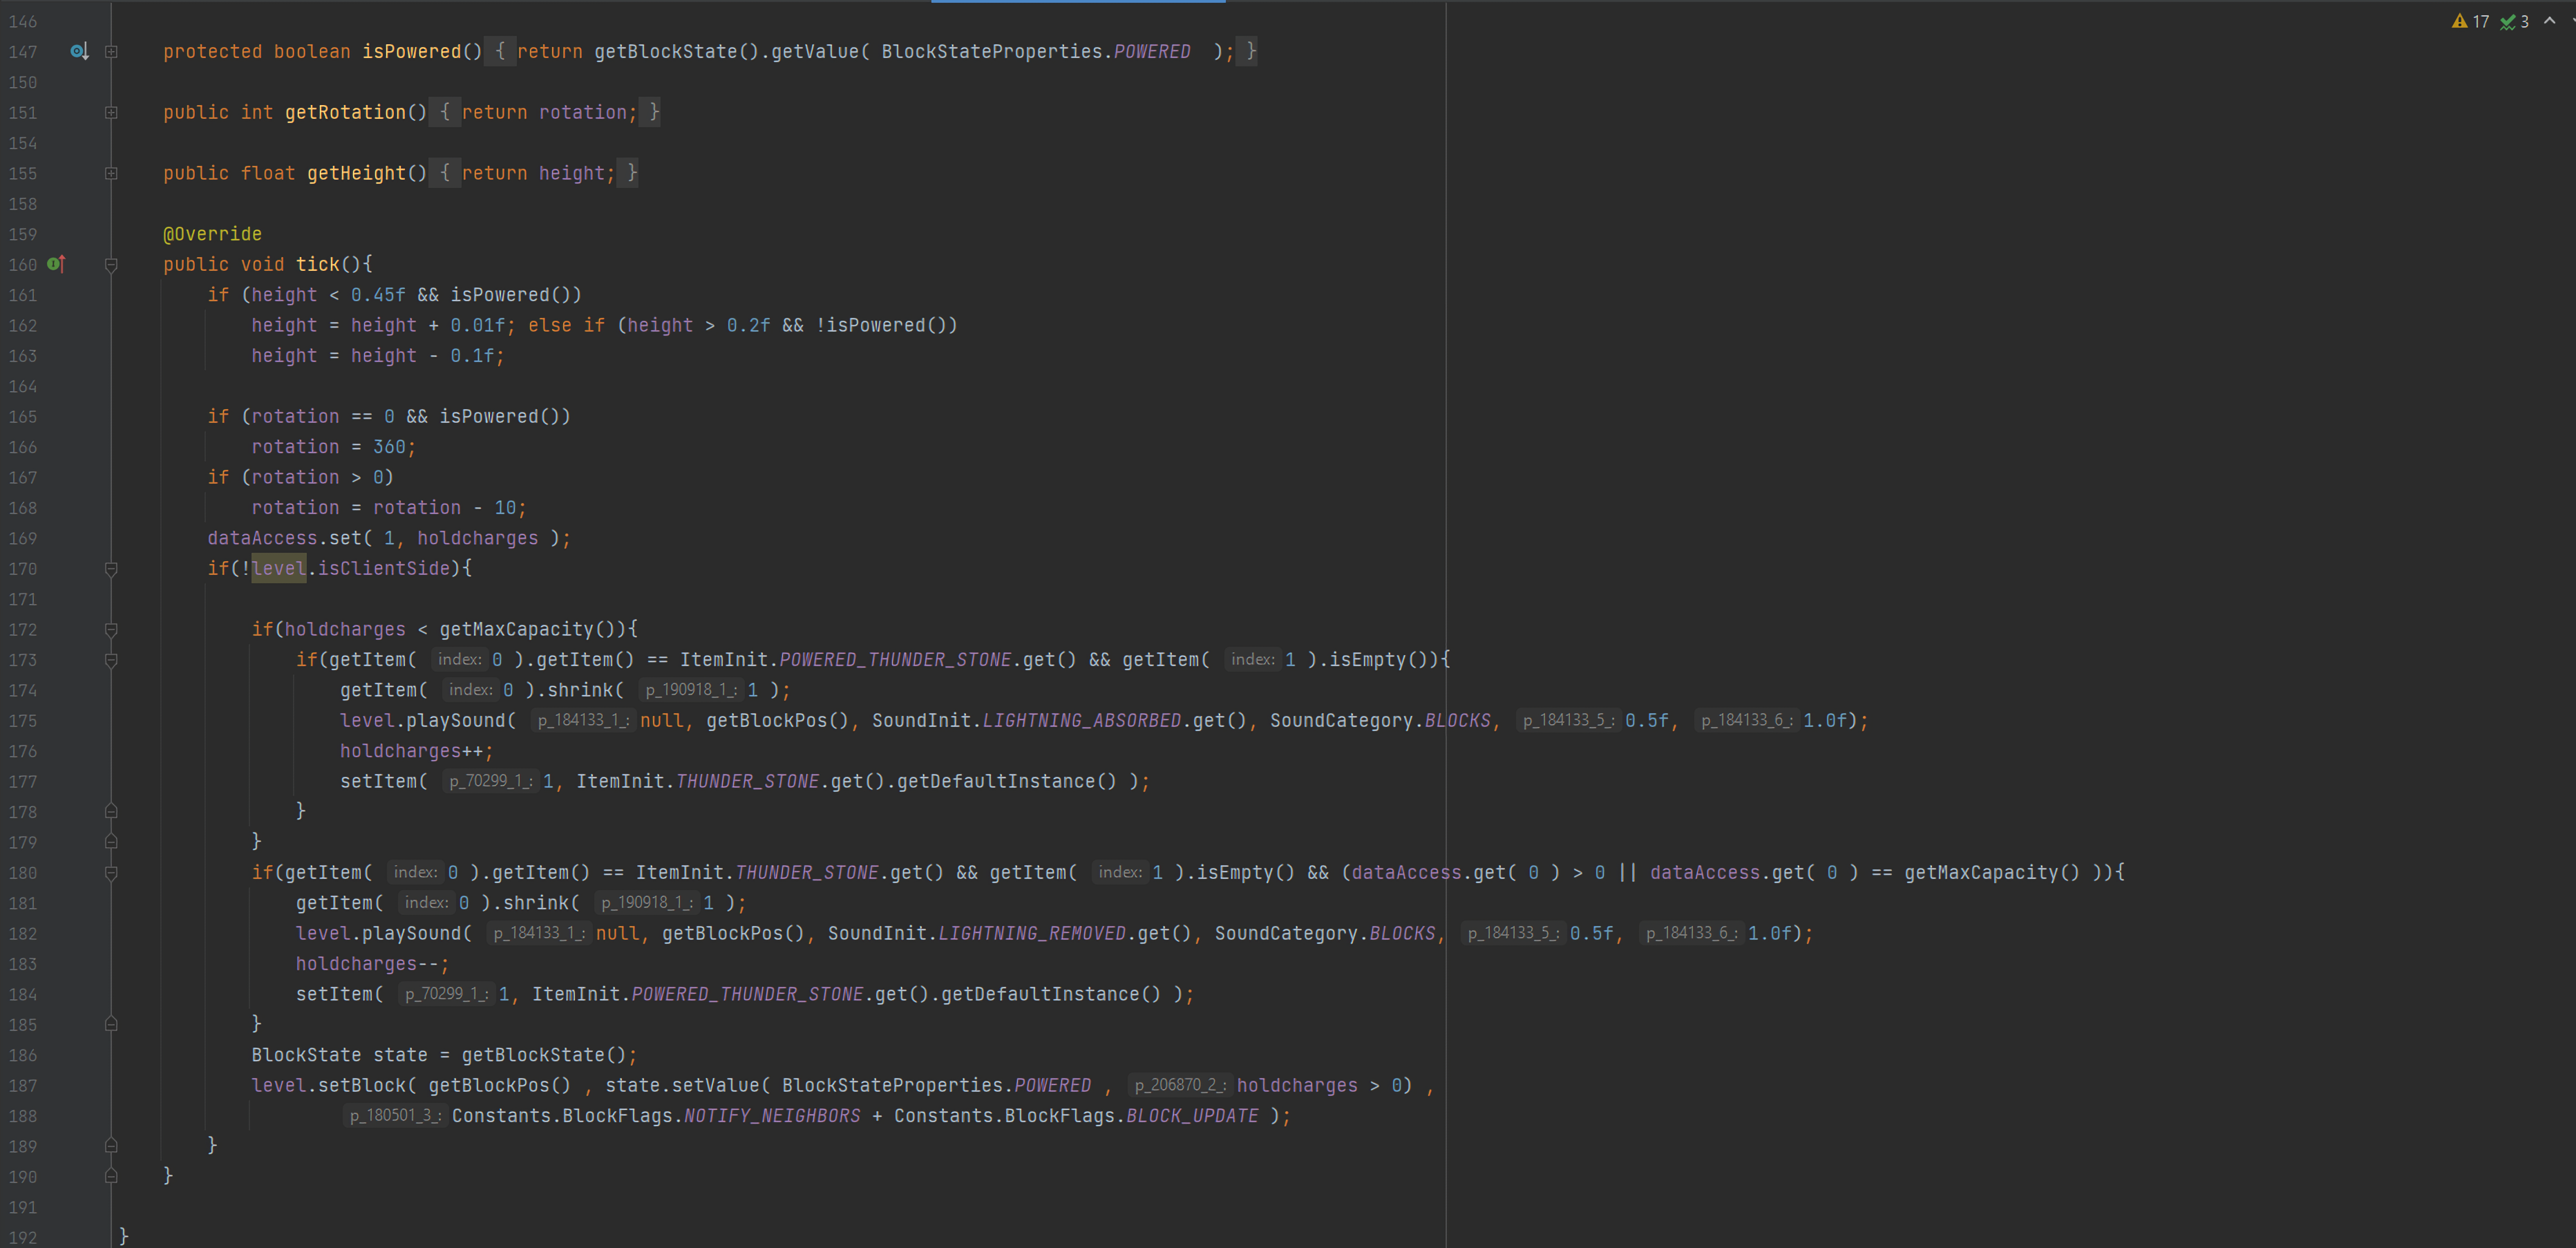 17 3
146
147 protected boolean isPowered() { return getBlockState().getValue( BlockStateProperties.POWERED  ); }
150
151 public int getRotation() { return rotation; }
154
155 public float getHeight() { return height; }
158
159 @Override
160 public void tick(){
161 if (height < 0.45f && isPowered())
162 height = height + 0.01f; else if (height > 0.2f && !isPowered())
163 height = height - 0.1f;
164
165 if (rotation == 0 && isPowered())
166 rotation = 360;
167 if (rotation > 0)
168 rotation = rotation - 10;
169 dataAccess.set( 1, holdcharges );
170 if(!level.isClientSide){
171
172 if(holdcharges < getMaxCapacity()){
173 if(getItem( index: 0 ).getItem() == ItemInit.POWERED_THUNDER_STONE.get() && getItem( index: 1 ).isEmpty()){
174 getItem( index: 0 ).shrink( p_190918_1_: 1 );
175 level.playSound( p_184133_1_: null, getBlockPos(), SoundInit.LIGHTNING_ABSORBED.get(), SoundCategory.BLOCKS, p_184133_5_: 0.5f, p_184133_6_: 1.0f);
176 holdcharges++;
177 setItem( p_70299_1_: 1, ItemInit.THUNDER_STONE.get().getDefaultInstance() );
178 }
179 }
180 if(getItem( index: 0 ).getItem() == ItemInit.THUNDER_STONE.get() && getItem( index: 1 ).isEmpty() && (dataAccess.get( 0 ) > 0 || dataAccess.get( 0 ) == getMaxCapacity() )){
181 getItem( index: 0 ).shrink( p_190918_1_: 1 );
182 level.playSound( p_184133_1_: null, getBlockPos(), SoundInit.LIGHTNING_REMOVED.get(), SoundCategory.BLOCKS, p_184133_5_: 0.5f, p_184133_6_: 1.0f);
183 holdcharges--;
184 setItem( p_70299_1_: 1, ItemInit.POWERED_THUNDER_STONE.get().getDefaultInstance() );
185 }
186 BlockState state = getBlockState();
187 level.setBlock( getBlockPos() , state.setValue( BlockStateProperties.POWERED , p_206870_2_: holdcharges > 0) ,
188 p_180501_3_: Constants.BlockFlags.NOTIFY_NEIGHBORS + Constants.BlockFlags.BLOCK_UPDATE );
189 }
190 }
191
192 }